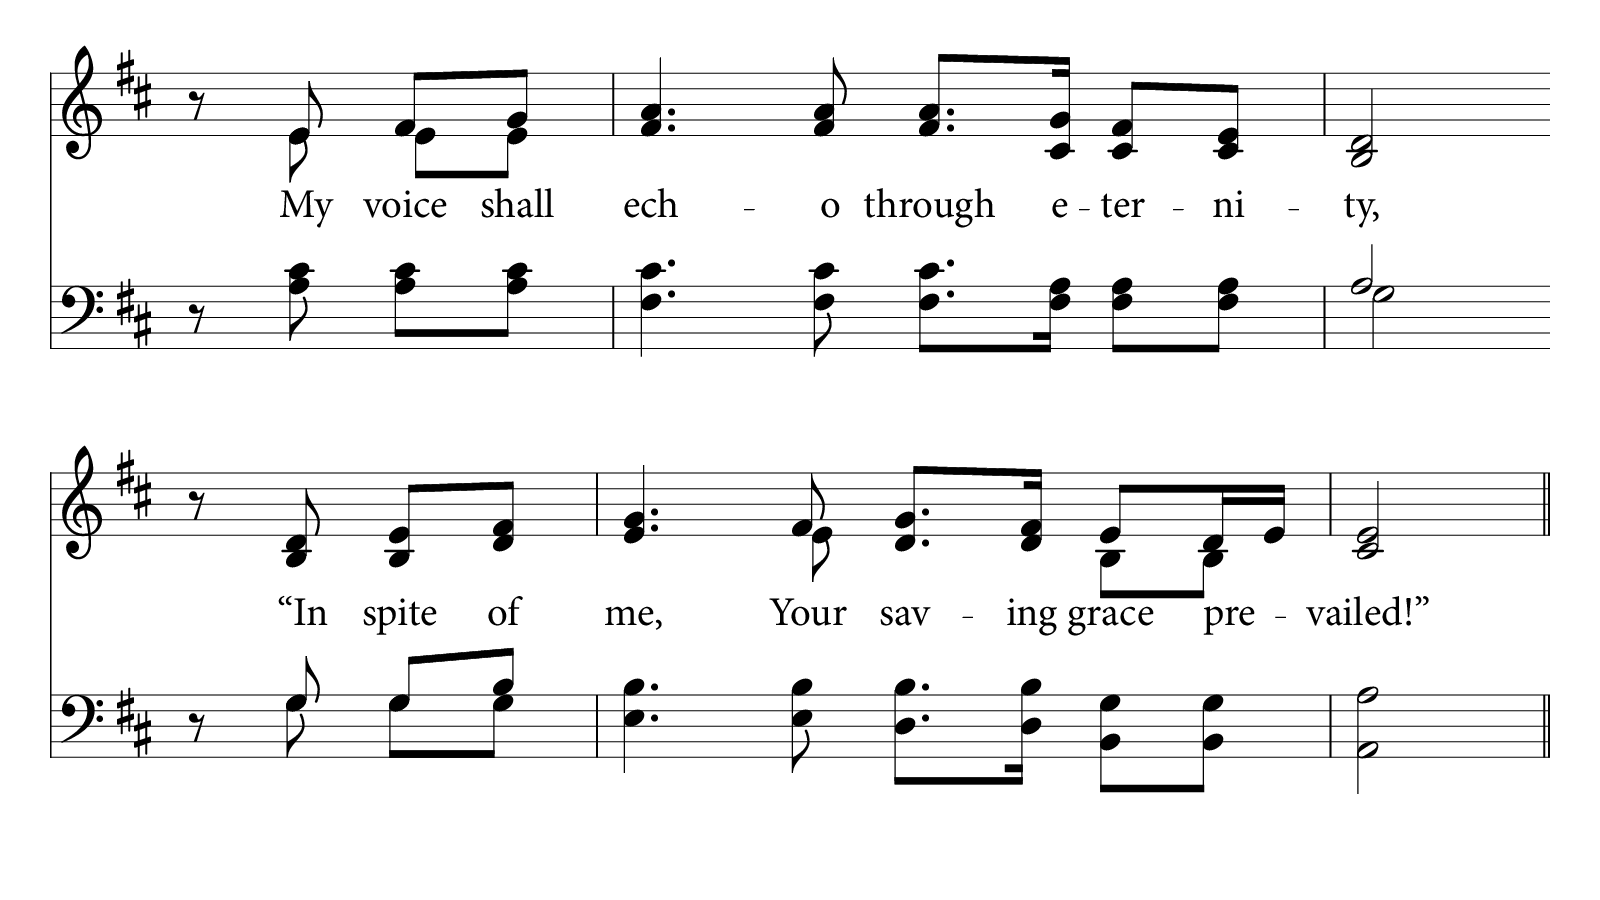 My voice shall ech - o through e - ter - ni - ty,
“In spite of me, Your sav - ing grace pre - vailed!”